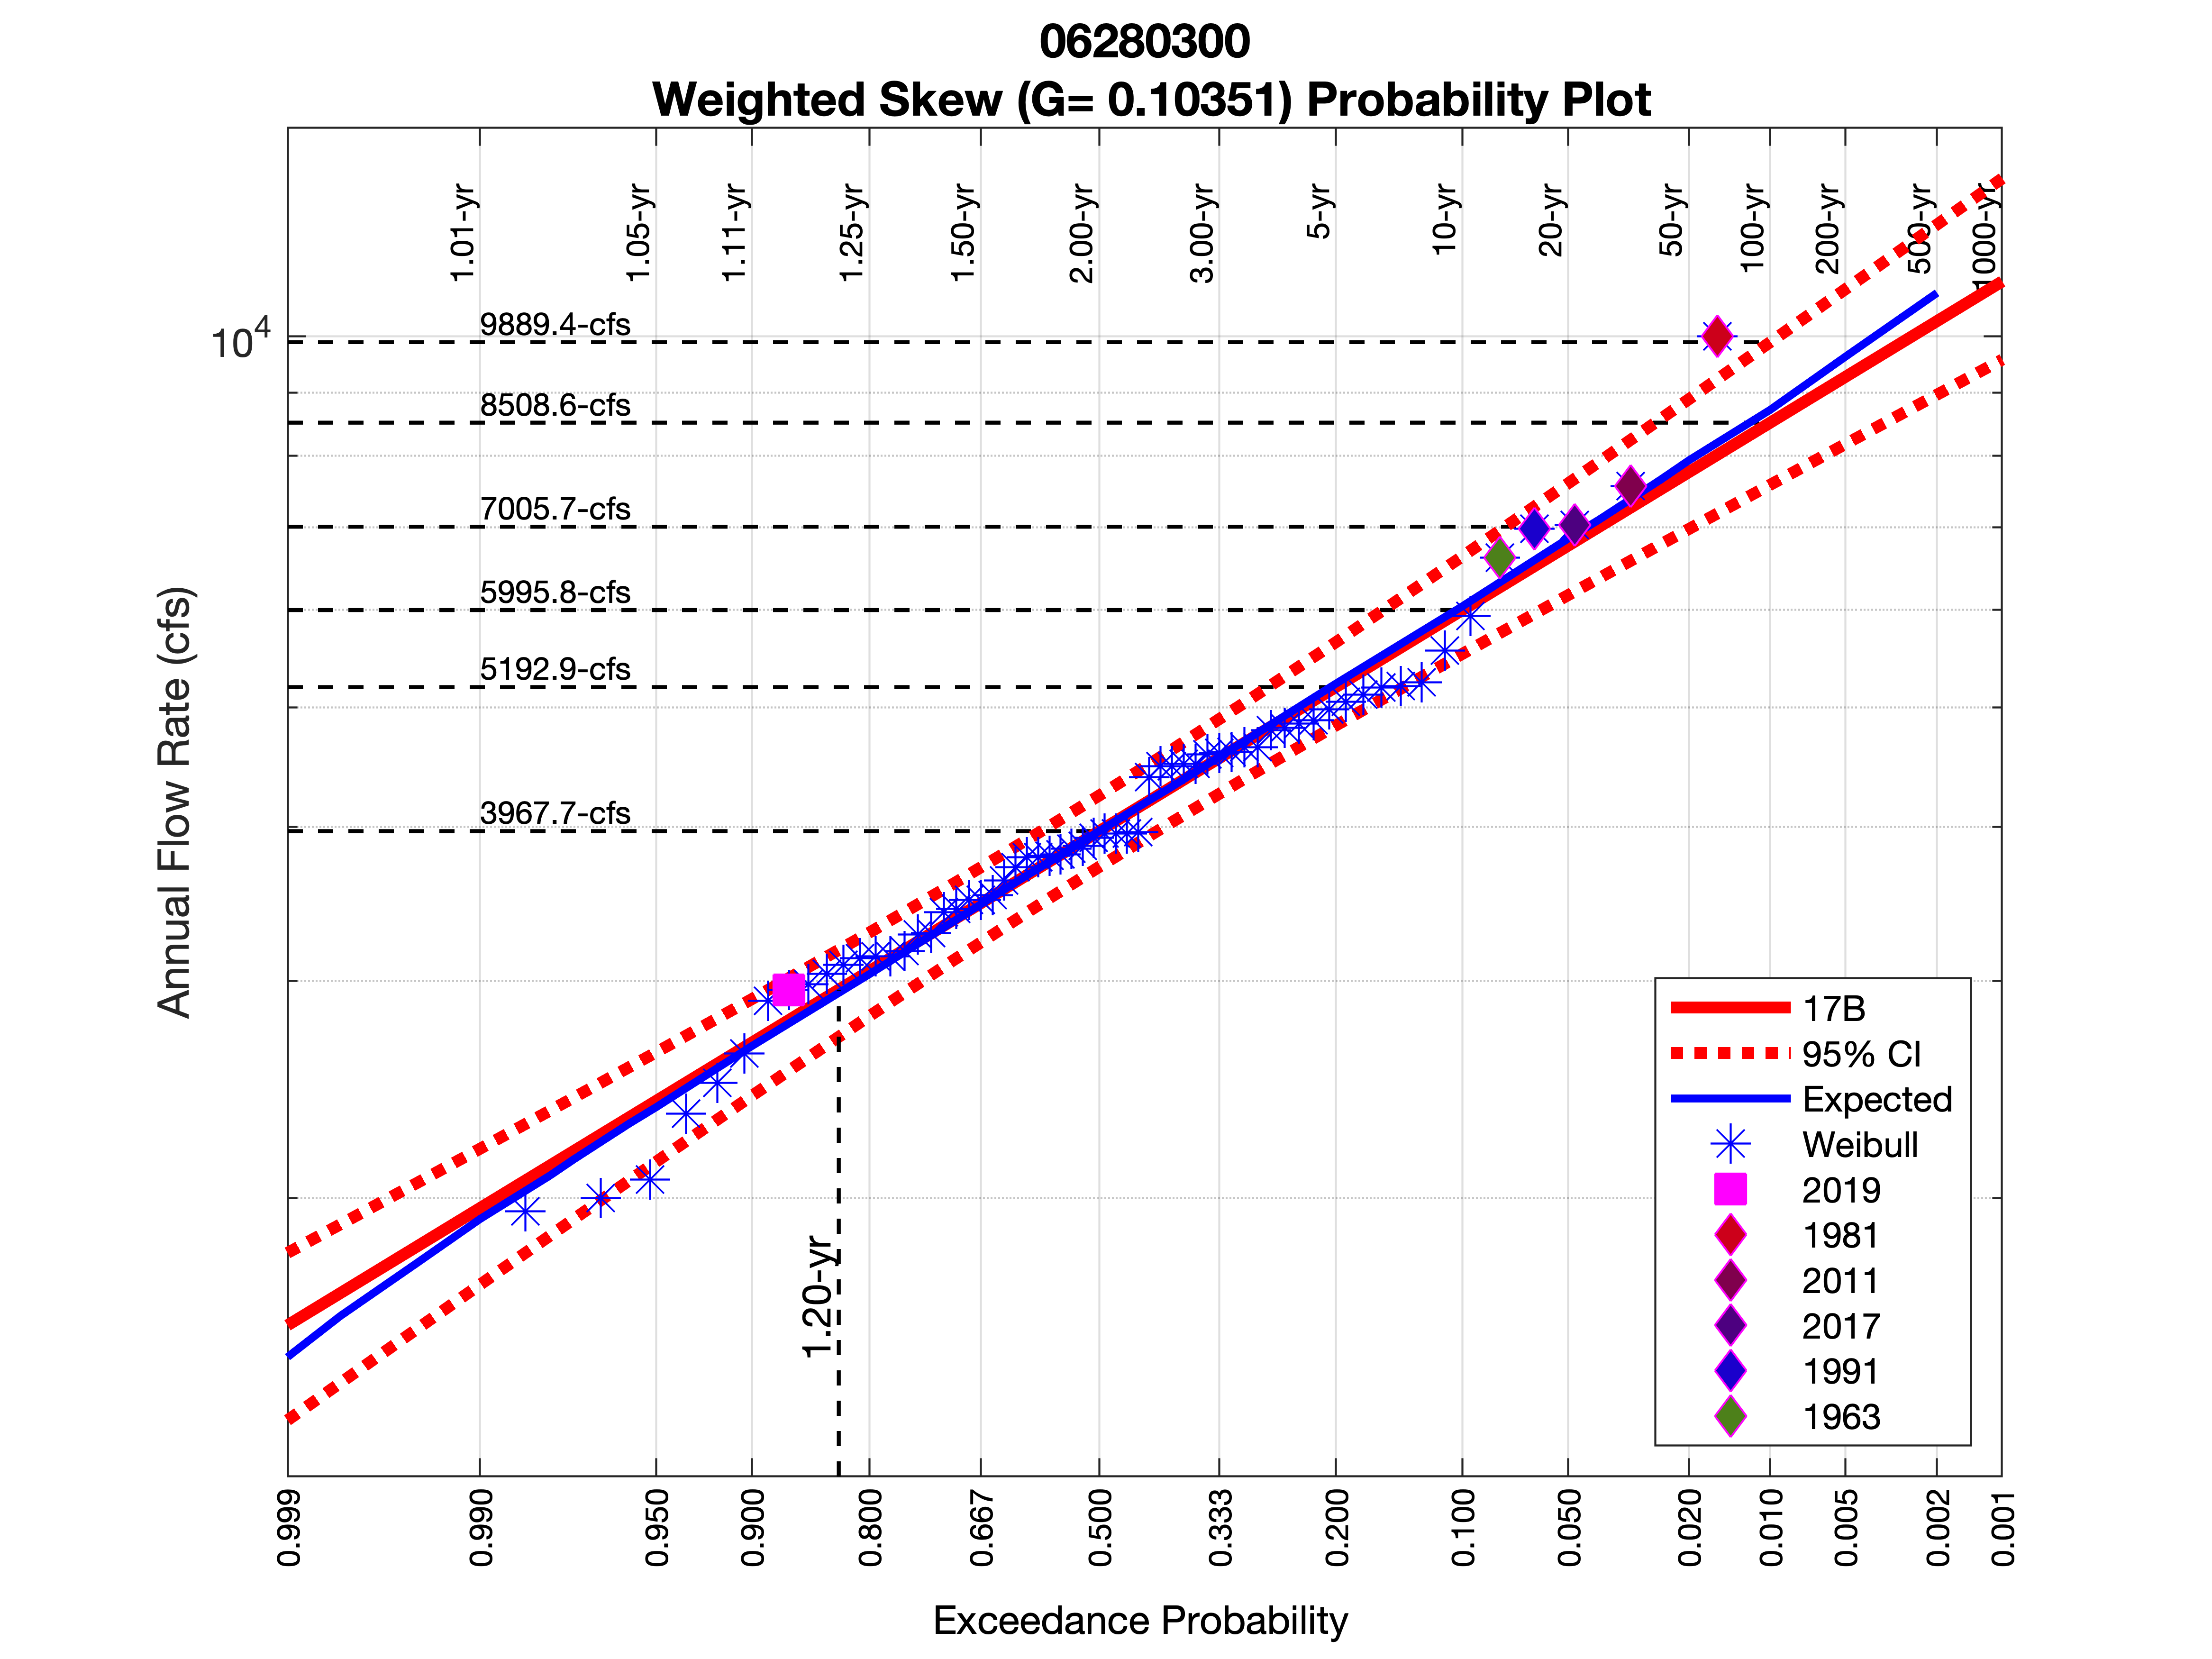 06280300
Weighted Skew (G= 0.10351) Probability Plot
1.01-yr
1.05-yr
1.11-yr
1.25-yr
1.50-yr
2.00-yr
3.00-yr
5-yr
10-yr
20-yr
50-yr
100-yr
200-yr
500-yr
1000-yr
10^4
9889.4-cfs
8508.6-cfs
7005.7-cfs
5995.8-cfs
5192.9-cfs
3967.7-cfs
Annual Flow Rate (cfs)
1.20-yr
17B
95% CI
Expected
Weibull
2019
1981
2011
2017
1991
1963
0.999
0.990
0.950
0.900
0.800
0.667
0.500
0.333
0.200
0.100
0.050
0.020
0.010
0.005
0.002
0.001
Exceedance Probability